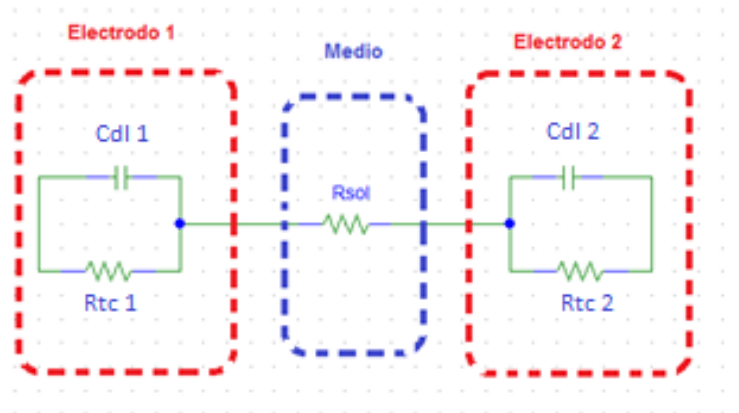 Electrodo 1
Medio
Electrodo 2
Cdl 1
Cdl 2
Rsol
Rtc 1
Rtc 2